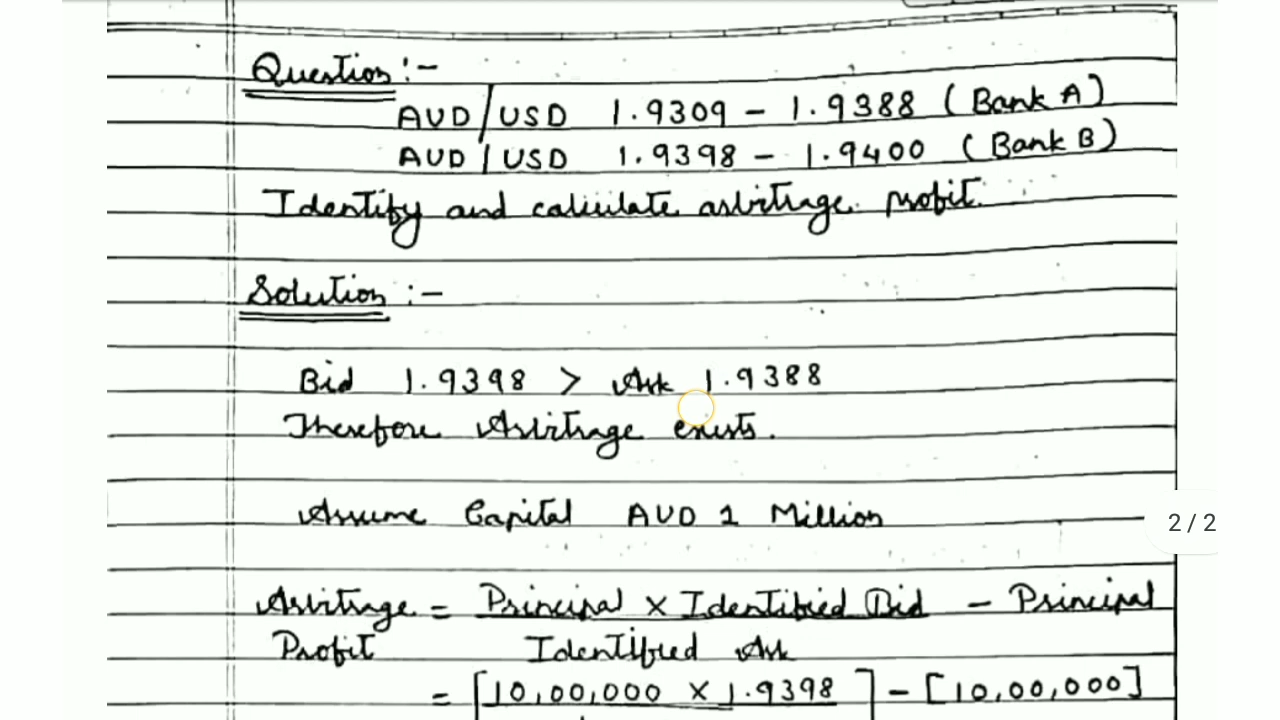 Question :-
AUD/USD 1.9309 - 1.9388 (Bank A)
AUD/USD 1.9398 - 1.9400 (Bank B)
Identify and calculate arbitrage profit.
Solution :-
Bid 1.9398 > Ask 1.9388
Therefore Arbitrage exists.
Assume Capital AUD 1 Million
2/2
Arbitrage = Principal × Identified Bid - Principal
Profit Identified Ask
= [10,00,000 × 1.9398] - [10,00,000]